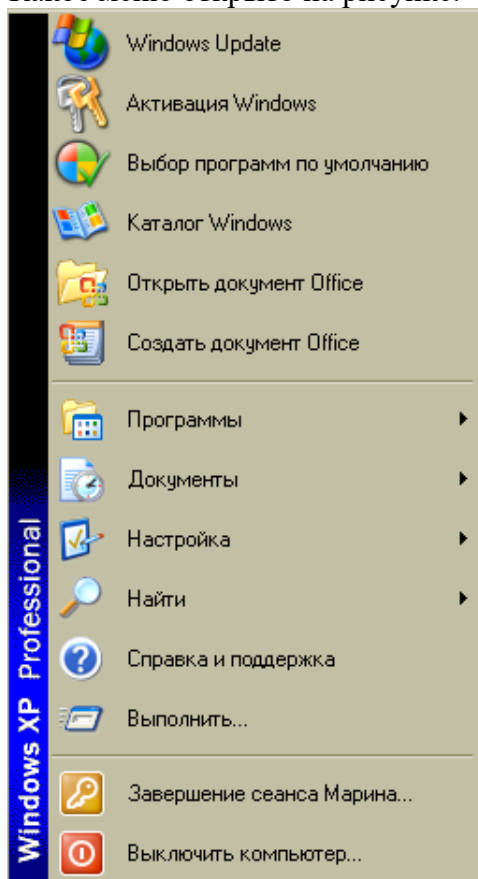 Windows Update
Активация Windows
Выбор программ по умолчанию
Каталог Windows
Открыть документ Office
Создать документ Office
Программы
Документы
Настройка
Найти
Справка и поддержка
Выполнить...
Завершение сеанса Марина...
Выключить компьютер...
Windows XP Professional